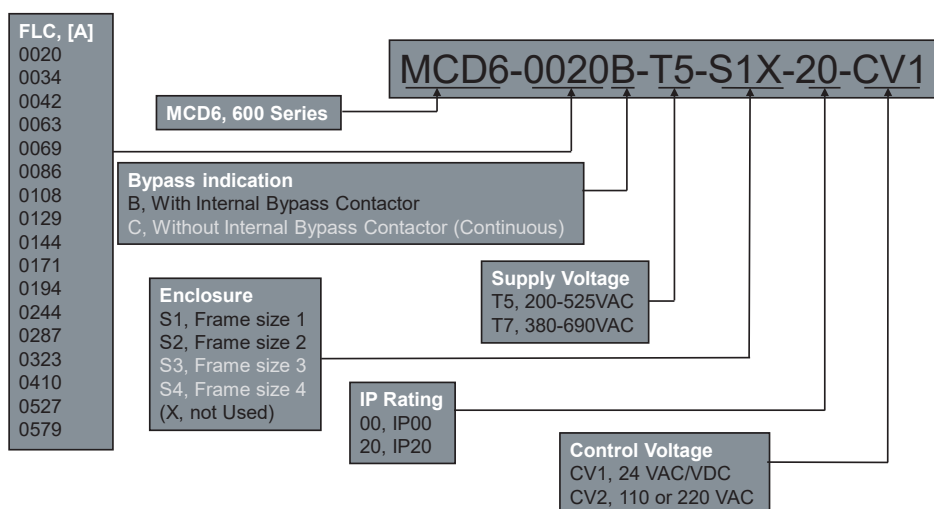 FLC, [A]
0020
0034
0042
0063
0069
0086
0108
0129
0144
0171
0194
0244
0287
0323
0410
0527
0579
MCD6-0020B-T5-S1X-20-CV1
MCD6, 600 Series
Bypass indication
B, With Internal Bypass Contactor
C, Without Internal Bypass Contactor (Continuous)
Supply Voltage
T5, 200-525VAC
T7, 380-690VAC
Enclosure
S1, Frame size 1
S2, Frame size 2
S3, Frame size 3
S4, Frame size 4
(X, not Used)
IP Rating
00, IP00
20, IP20
Control Voltage
CV1, 24 VAC/VDC
CV2, 110 or 220 VAC